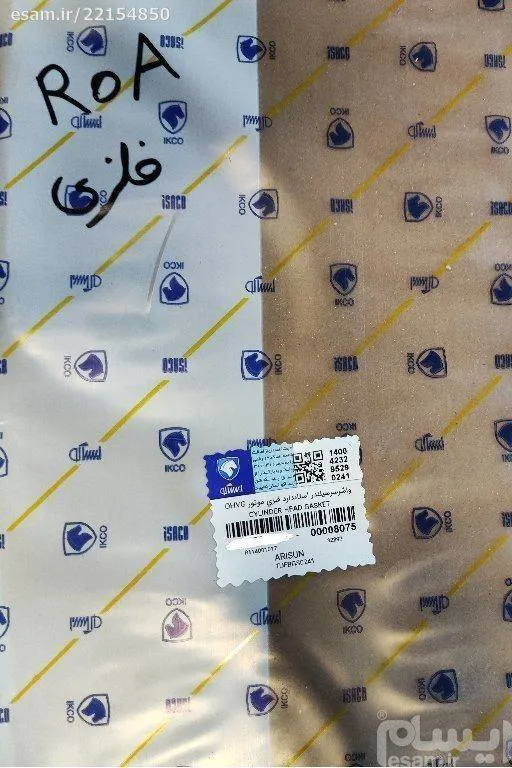 esam.ir/22154850
ROA
فلزی
ISACO
IKCO
ایساکو
1400
4232
9529
0241
واشر سرسیلندر استاندارد فلزی موتور OHVG
CYLINDER HEAD GASKET
00008075
ARISUN
ایسام
esam.ir